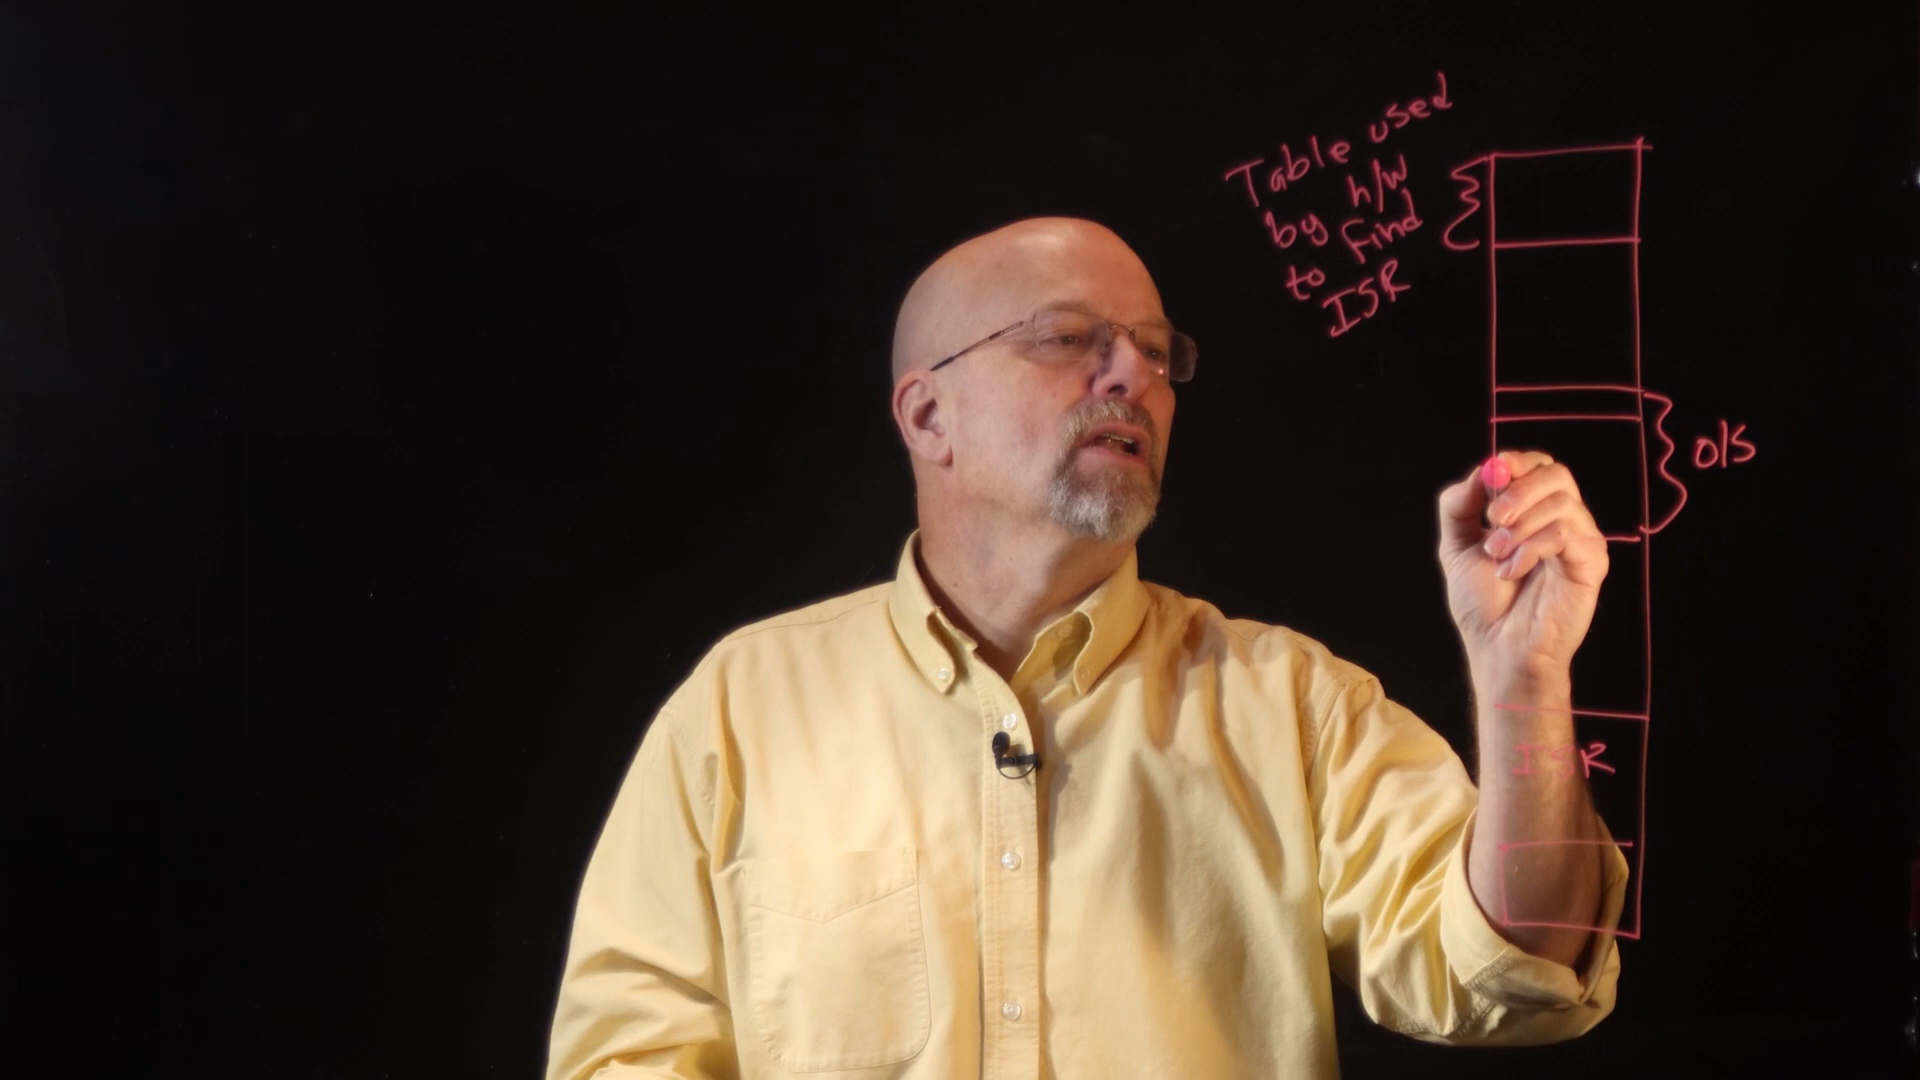 Table used
by h/w
to find
ISR
O/S
ISR